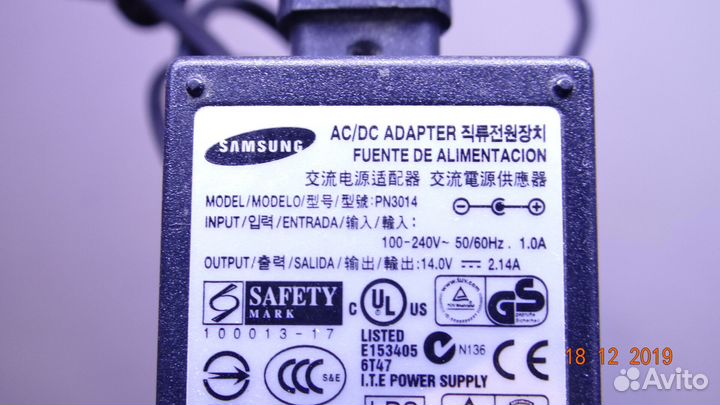 SAMSUNG
AC/DC ADAPTER 직류전원장치
FUENTE DE ALIMENTACION
交流电源适配器 交流電源供應器
MODEL/MODELO/型号/型號:PN3014
INPUT/입력/ENTRADA/输入/輸入:
100-240V~ 50/60Hz. 1.0A
OUTPUT/출력/SALIDA/输出/輸出:14.0V ⎓ 2.14A
S SAFETY MARK
100013-17
c UL US
LISTED
E153405
6T47
I.T.E POWER SUPPLY
GS
N136
CCC S&E
LPS
18 12 2019
Avito